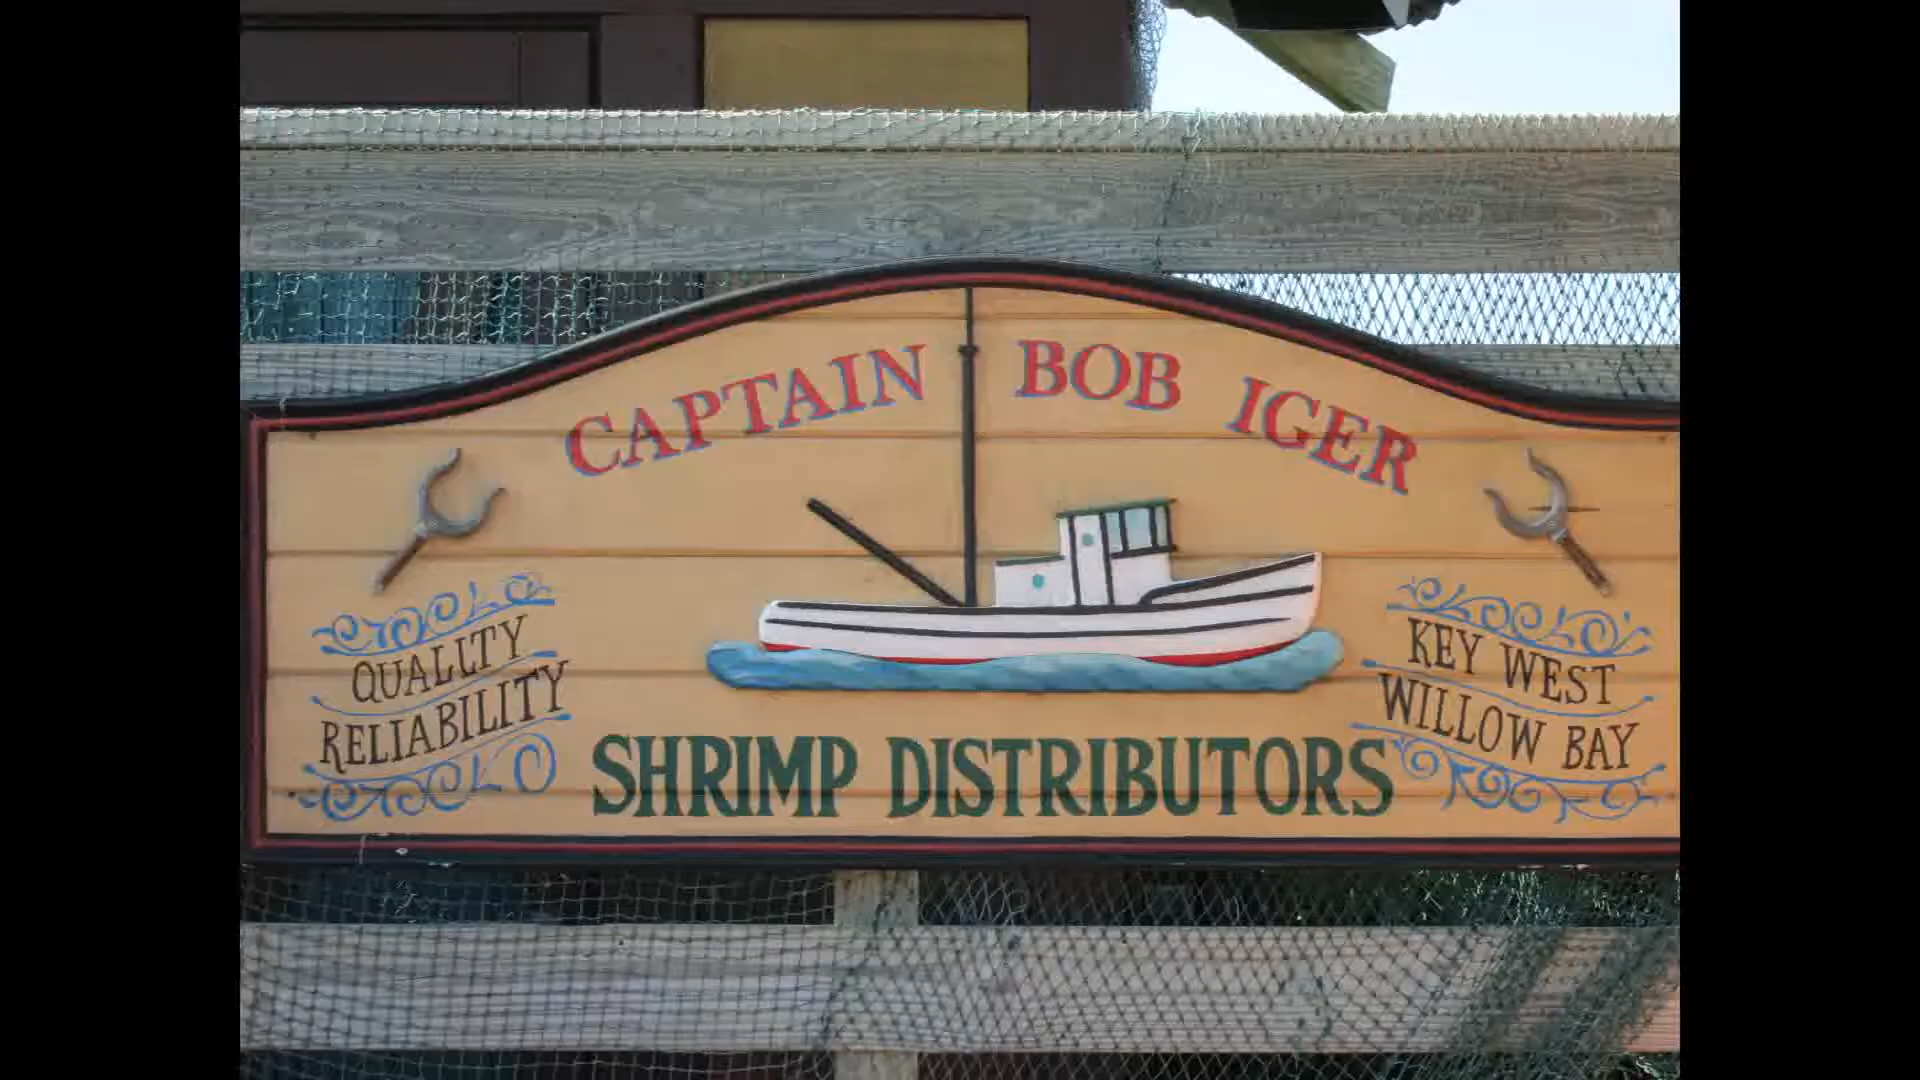 CAPTAIN BOB IGER
QUALITY
RELIABILITY
KEY WEST
WILLOW BAY
SHRIMP DISTRIBUTORS